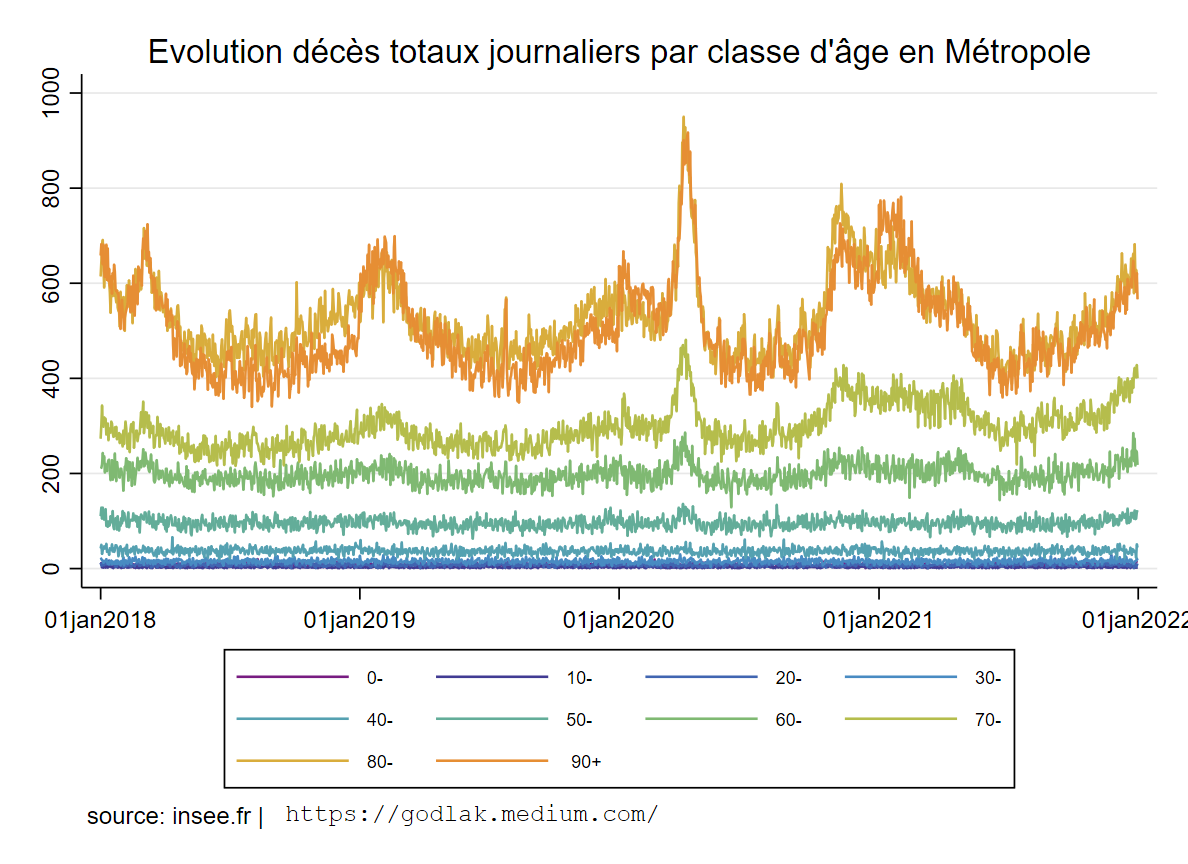 Evolution décès totaux journaliers par classe d'âge en Métropole
1000
800
600
400
200
0
01jan2018 01jan2019 01jan2020 01jan2021 01jan2022
0- 10- 20- 30-
40- 50- 60- 70-
80- 90+
source: insee.fr | https://godlak.medium.com/